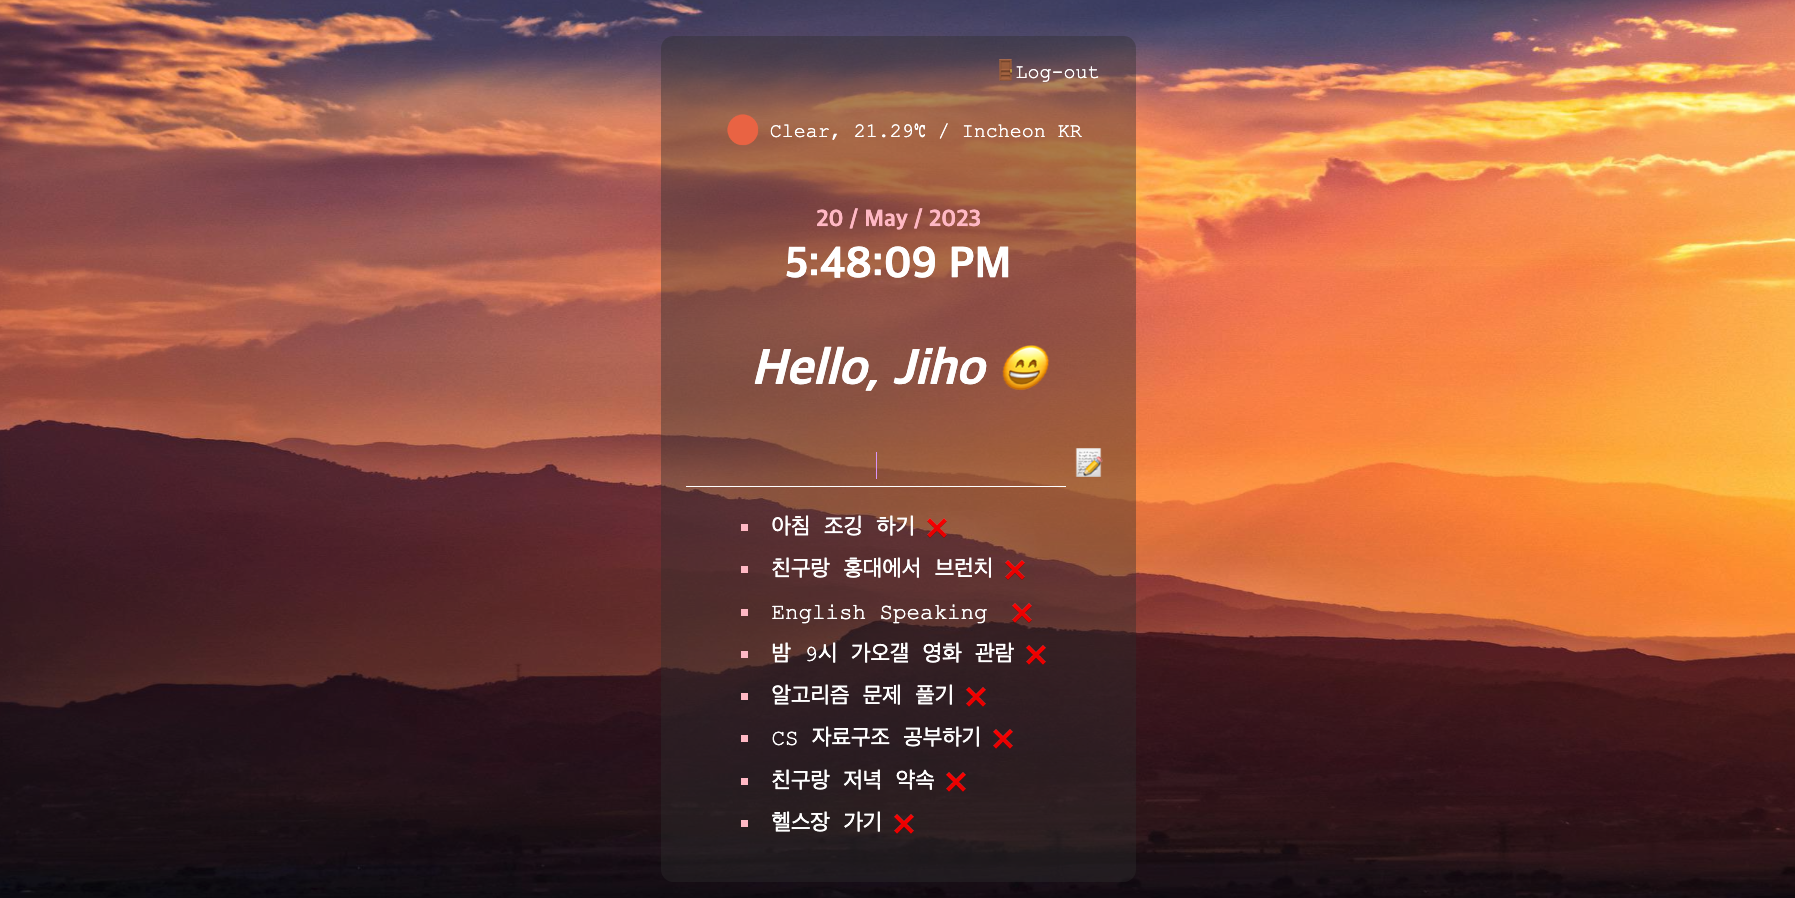 Log-out
Clear, 21.29℃ / Incheon KR
20 / May / 2023
5:48:09 PM
Hello, Jiho 😄
아침 조깅 하기 ❌
친구랑 홍대에서 브런치 ❌
English Speaking ❌
밤 9시 가오갤 영화 관람 ❌
알고리즘 문제 풀기 ❌
CS 자료구조 공부하기 ❌
친구랑 저녁 약속 ❌
헬스장 가기 ❌